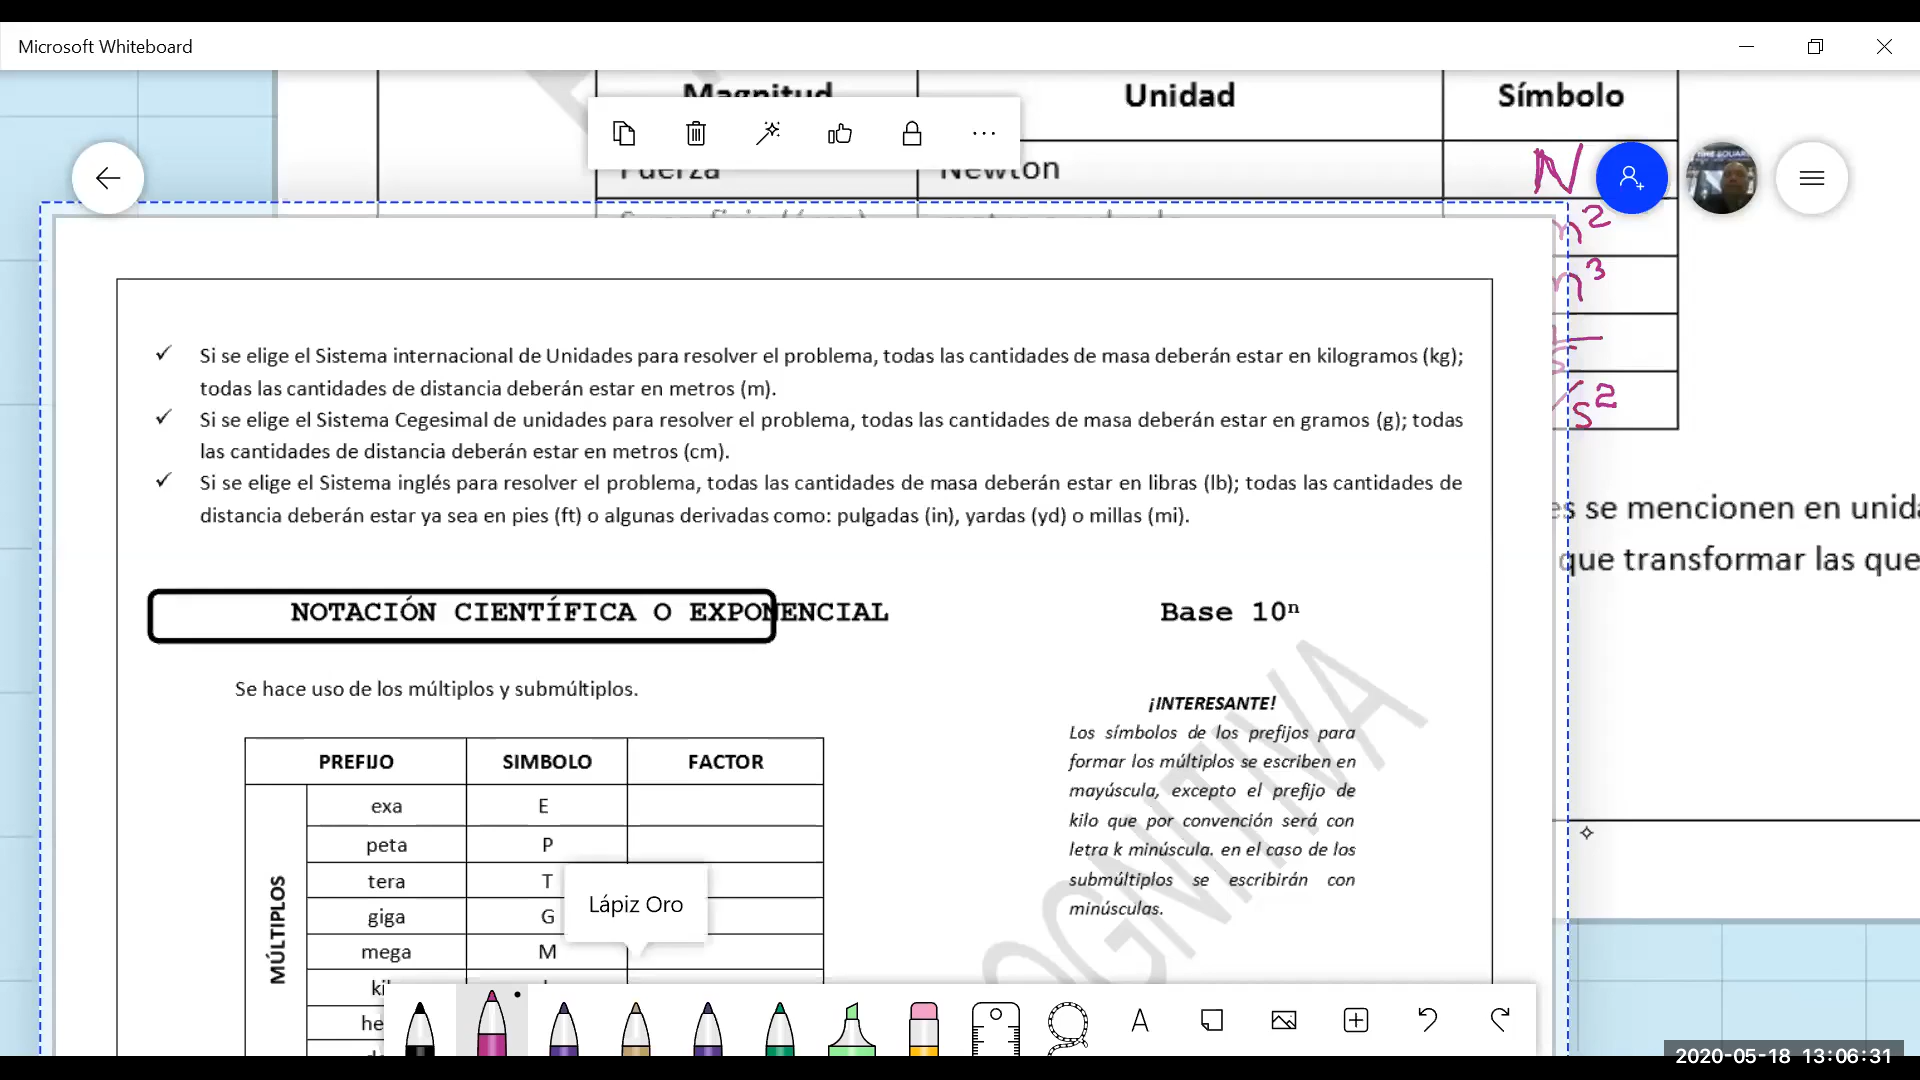 Microsoft Whiteboard
Magnitud Unidad Símbolo
Fuerza Newton N
m²
m³
/s²
Si se elige el Sistema internacional de Unidades para resolver el problema, todas las cantidades de masa deberán estar en kilogramos (kg);
todas las cantidades de distancia deberán estar en metros (m).
Si se elige el Sistema Cegesimal de unidades para resolver el problema, todas las cantidades de masa deberán estar en gramos (g); todas
las cantidades de distancia deberán estar en metros (cm).
Si se elige el Sistema inglés para resolver el problema, todas las cantidades de masa deberán estar en libras (lb); todas las cantidades de
distancia deberán estar ya sea en pies (ft) o algunas derivadas como: pulgadas (in), yardas (yd) o millas (mi).
es se mencionen en unida
que transformar las que
NOTACIÓN CIENTÍFICA O EXPONENCIAL Base 10ⁿ
Se hace uso de los múltiplos y submúltiplos.
¡INTERESANTE!
Los símbolos de los prefijos para
formar los múltiplos se escriben en
mayúscula, excepto el prefijo de
kilo que por convención será con
letra k minúscula. en el caso de los
submúltiplos se escribirán con
minúsculas.
PREFIJO SIMBOLO FACTOR
MÚLTIPLOS
exa E
peta P
tera T
giga G
mega M
ki
he
Lápiz Oro
2020-05-18 13:06:31